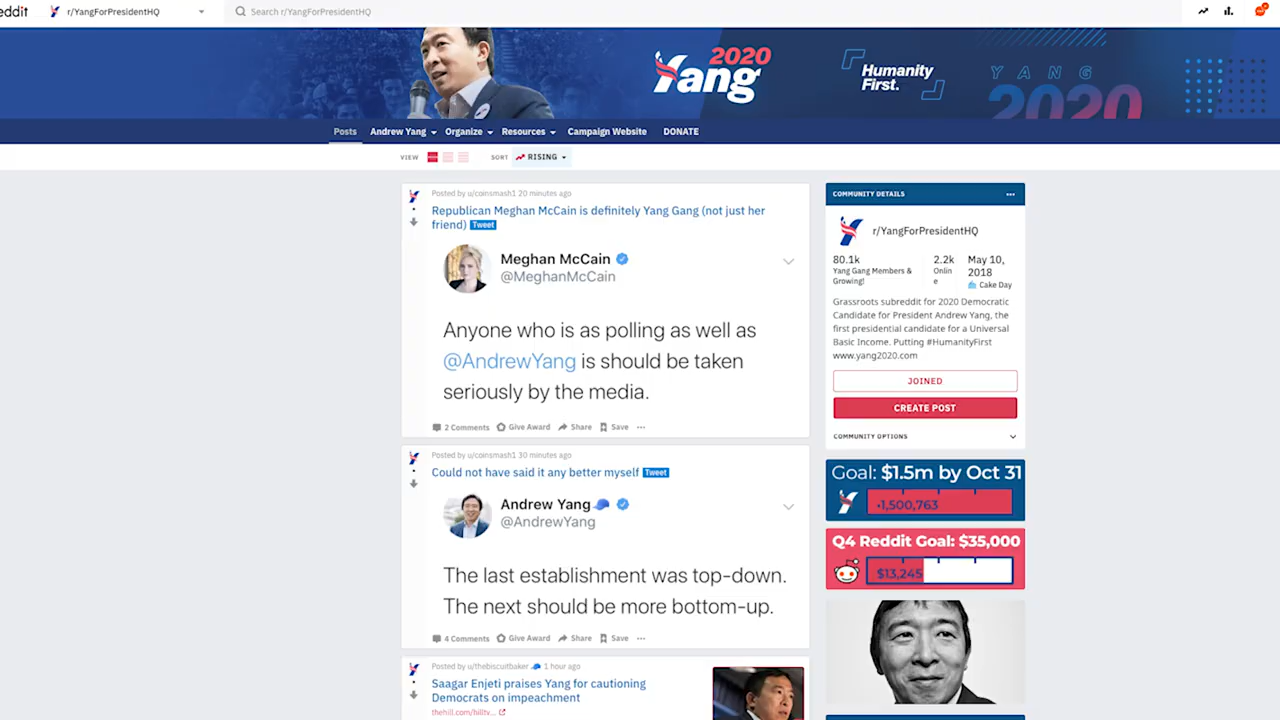 eddit
r/YangForPresidentHQ
Search r/YangForPresidentHQ
Yang 2020
Humanity
First.
YANG
2020
Posts
Andrew Yang
Organize
Resources
Campaign Website
DONATE
VIEW
SORT
RISING
Posted by u/coinsmash1 20 minutes ago
Republican Meghan McCain is definitely Yang Gang (not just her
friend) Tweet
Meghan McCain
@MeghanMcCain
Anyone who is as polling as well as
@AndrewYang is should be taken
seriously by the media.
2 Comments Give Award Share Save ...
Posted by u/coinsmash1 30 minutes ago
Could not have said it any better myself Tweet
Andrew Yang
@AndrewYang
The last establishment was top-down.
The next should be more bottom-up.
4 Comments Give Award Share Save ...
Posted by u/thebiscuitbaker 1 hour ago
Saagar Enjeti praises Yang for cautioning
Democrats on impeachment
thehill.com/hilltv...
COMMUNITY DETAILS
r/YangForPresidentHQ
80.1k
Yang Gang Members &
Growing!
2.2k
Onlin
e
May 10,
2018
Cake Day
Grassroots subreddit for 2020 Democratic
Candidate for President Andrew Yang, the
first presidential candidate for a Universal
Basic Income. Putting #HumanityFirst
www.yang2020.com
JOINED
CREATE POST
COMMUNITY OPTIONS
Goal: $1.5m by Oct 31
1,500,763
Q4 Reddit Goal: $35,000
$13,245